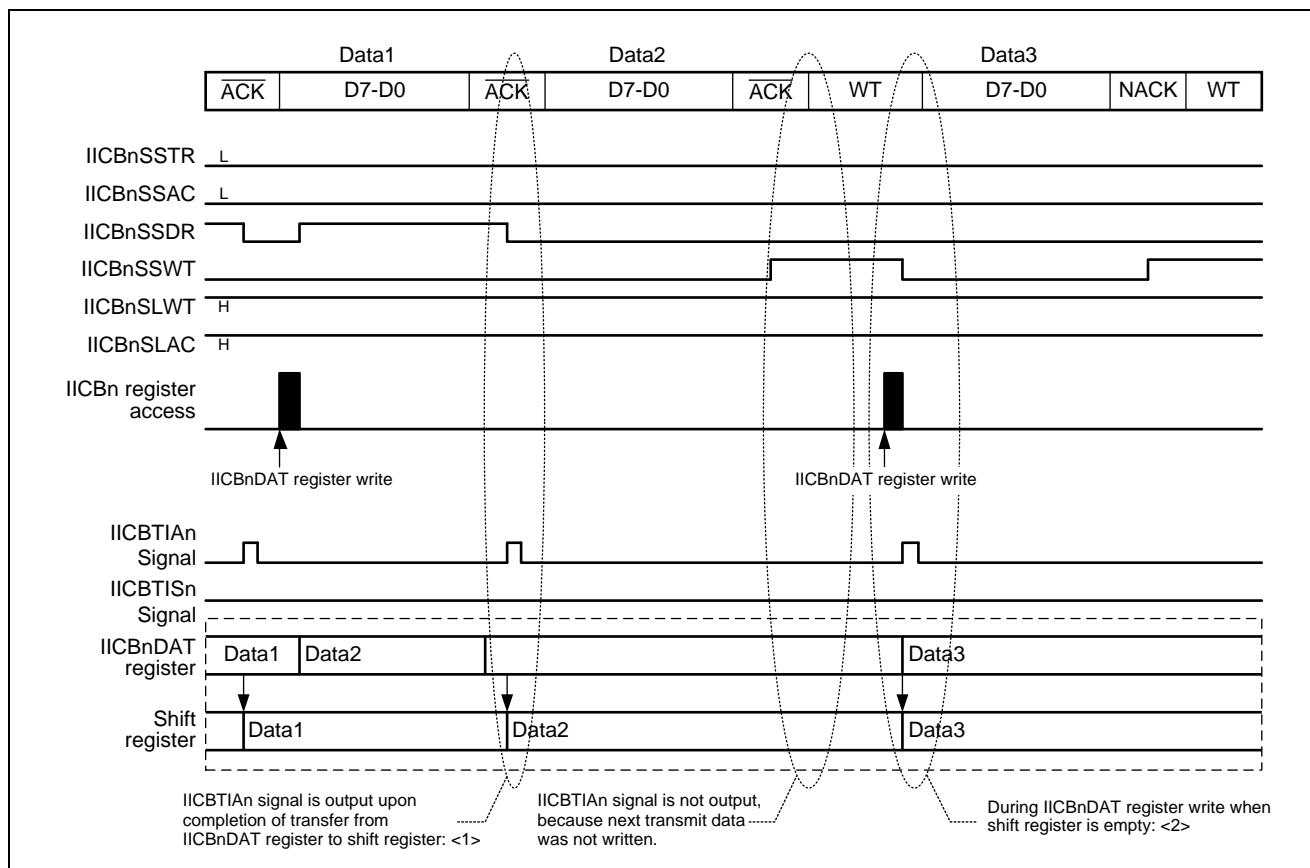 Data1 Data2 Data3
ACK D7-D0 ACK D7-D0 ACK WT D7-D0 NACK WT
IICBnSSTR L
IICBnSSAC L
IICBnSSDR
IICBnSSWT
IICBnSLWT H
IICBnSLAC H
IICBn register
access
IICBnDAT register write IICBnDAT register write
IICBTIAn
Signal
IICBTISn
Signal
IICBnDAT
register
Data1 Data2 Data3
Shift
register
Data1 Data2 Data3
IICBTIAn signal is output upon
completion of transfer from
IICBnDAT register to shift register: <1>
IICBTIAn signal is not output,
because next transmit data
was not written.
During IICBnDAT register write when
shift register is empty: <2>